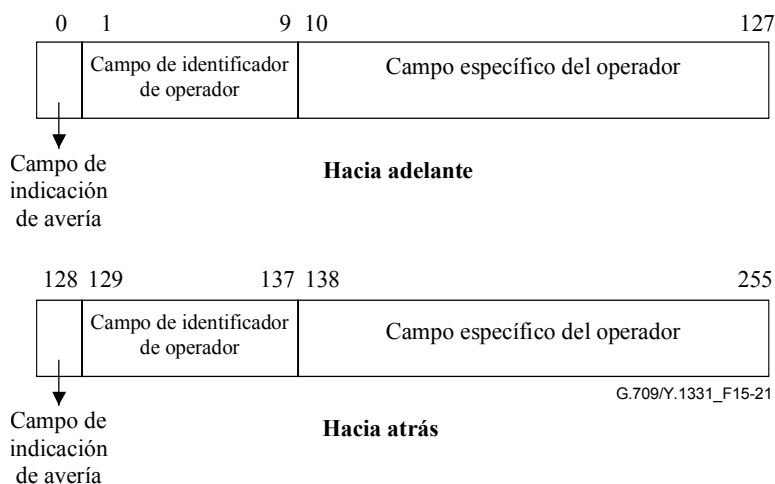 0 1 9 10 127
Campo de identificador
de operador
Campo específico del operador
Campo de
indicación
de avería
Hacia adelante
128 129 137 138 255
Campo de identificador
de operador
Campo específico del operador
G.709/Y.1331_F15-21
Campo de
indicación
de avería
Hacia atrás